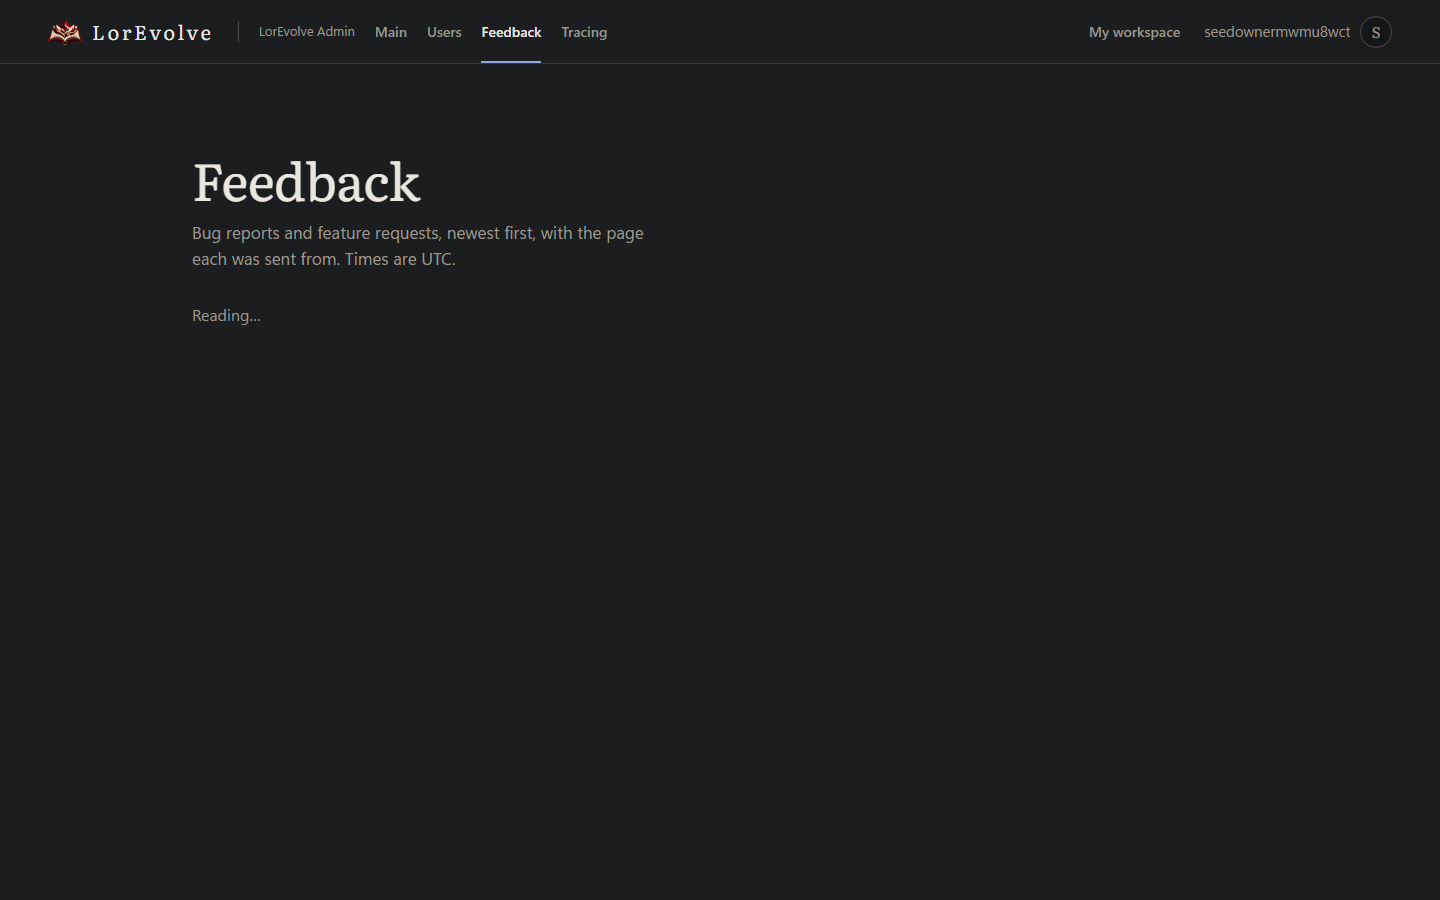 LorEvolve
LorEvolve Admin
Main
Users
Feedback
Tracing
My workspace
seedownermwmu8wct
S
Feedback
Bug reports and feature requests, newest first, with the page
each was sent from. Times are UTC.
Reading...